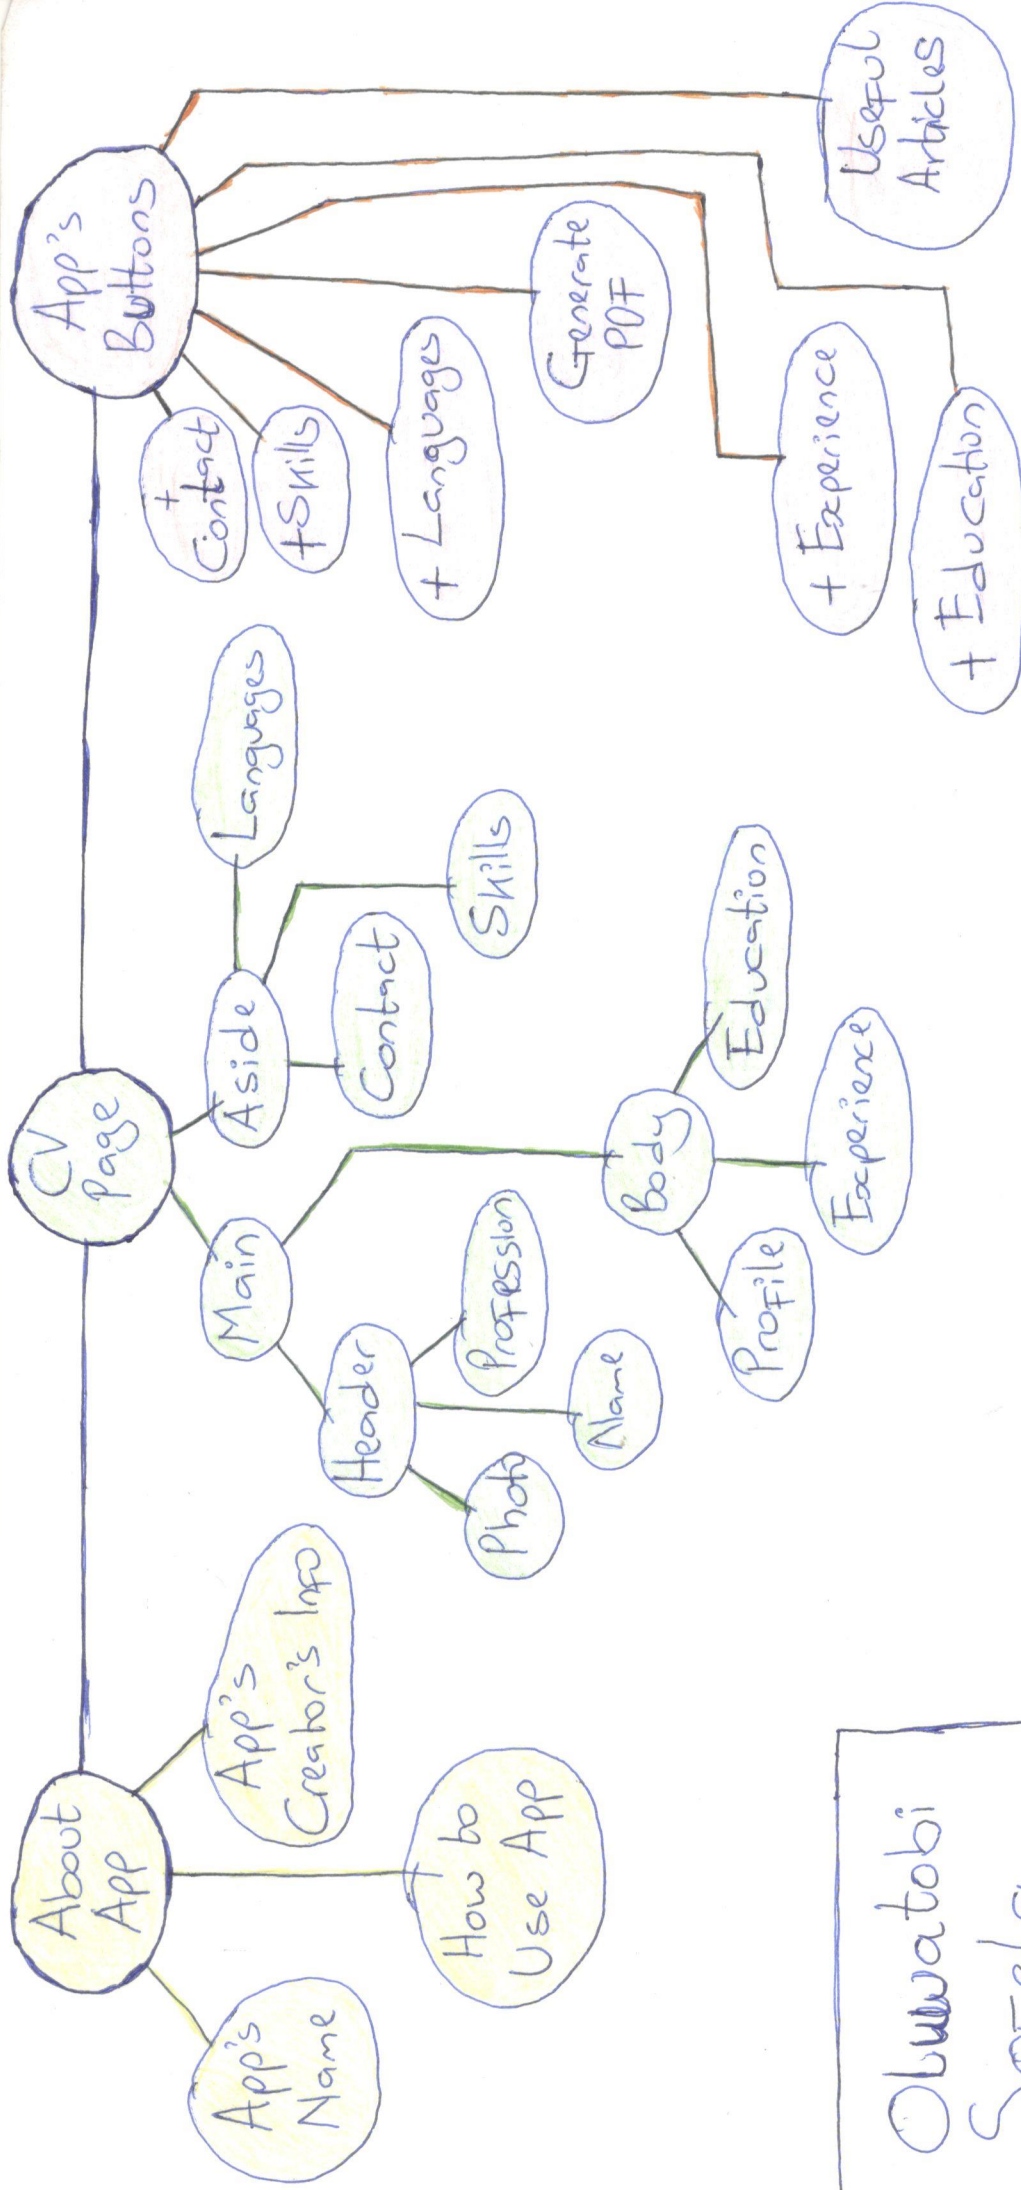 About
App
App's
Name
How to
Use App
App's
Creator's Info
CV
Page
Main
Header
Photo
Name
Profession
Body
Profile
Experience
Education
Aside
Contact
Skills
Languages
App's
Buttons
+
Contact
+Skills
+ Languages
Generate
PDF
+ Experience
+ Education
Useful
Articles
Oluwatobi